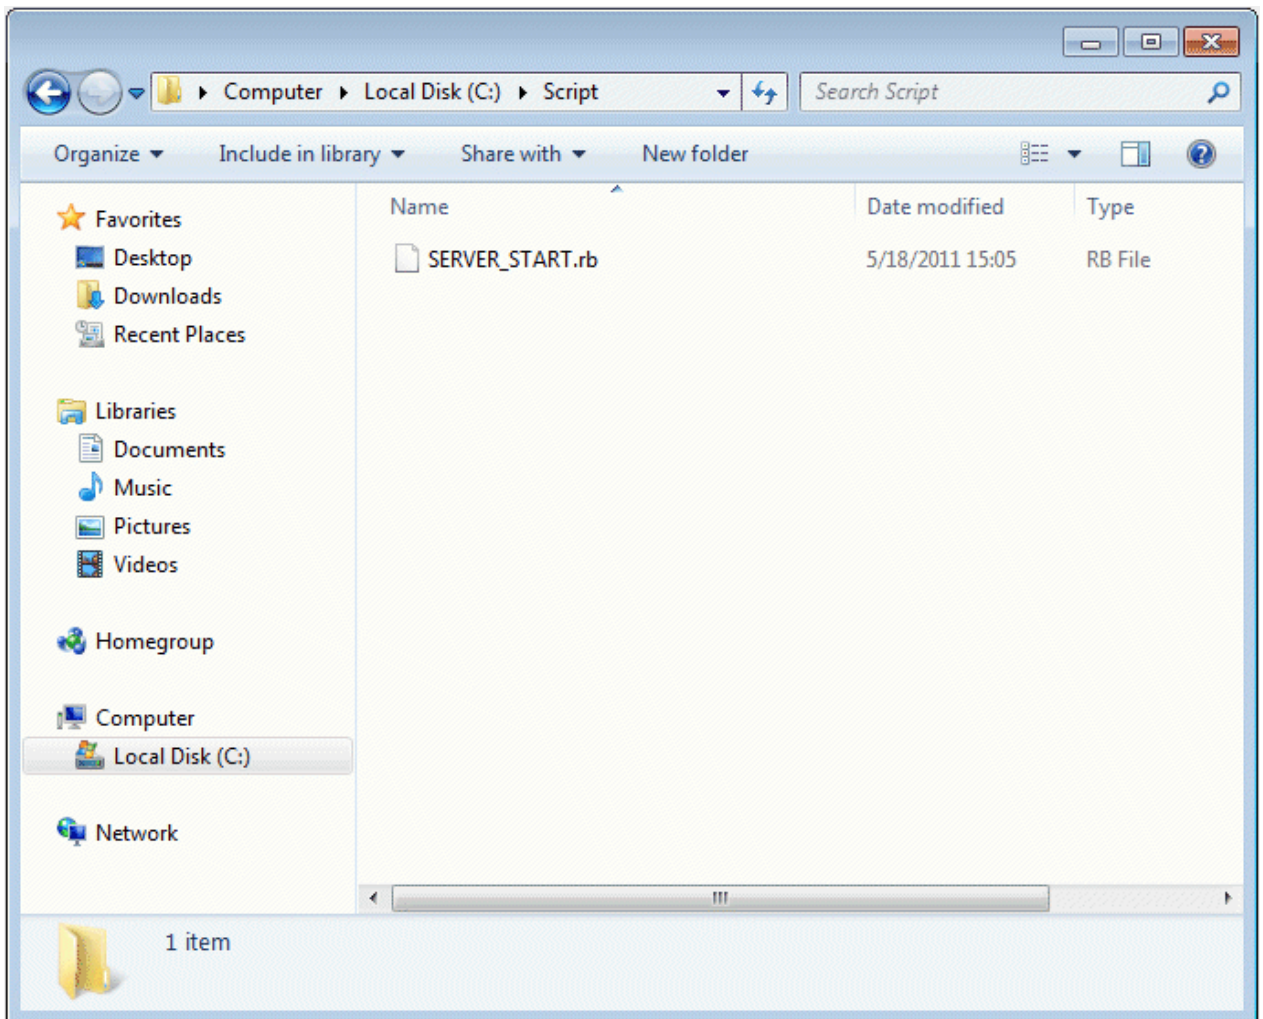 Computer Local Disk (C:) Script
Search Script
Organize Include in library Share with New folder
Name Date modified Type
SERVER_START.rb 5/18/2011 15:05 RB File
Favorites
Desktop
Downloads
Recent Places
Libraries
Documents
Music
Pictures
Videos
Homegroup
Computer
Local Disk (C:)
Network
1 item